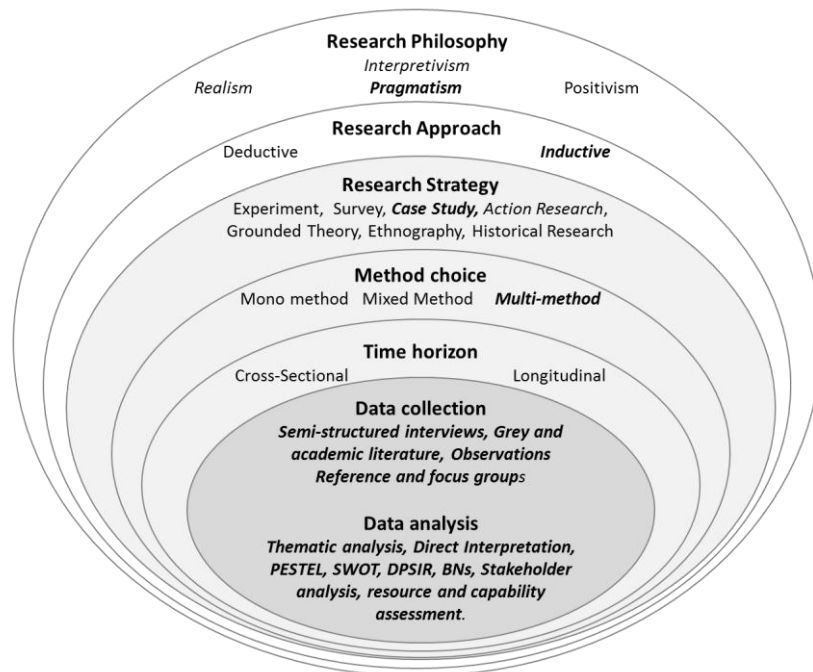 Research Philosophy
Interpretivism
Realism Pragmatism Positivism
Research Approach
Deductive Inductive
Research Strategy
Experiment, Survey, Case Study, Action Research,
Grounded Theory, Ethnography, Historical Research
Method choice
Mono method Mixed Method Multi-method
Time horizon
Cross-Sectional Longitudinal
Data collection
Semi-structured interviews, Grey and
academic literature, Observations
Reference and focus groups
Data analysis
Thematic analysis, Direct Interpretation,
PESTEL, SWOT, DPSIR, BNs, Stakeholder
analysis, resource and capability
assessment.